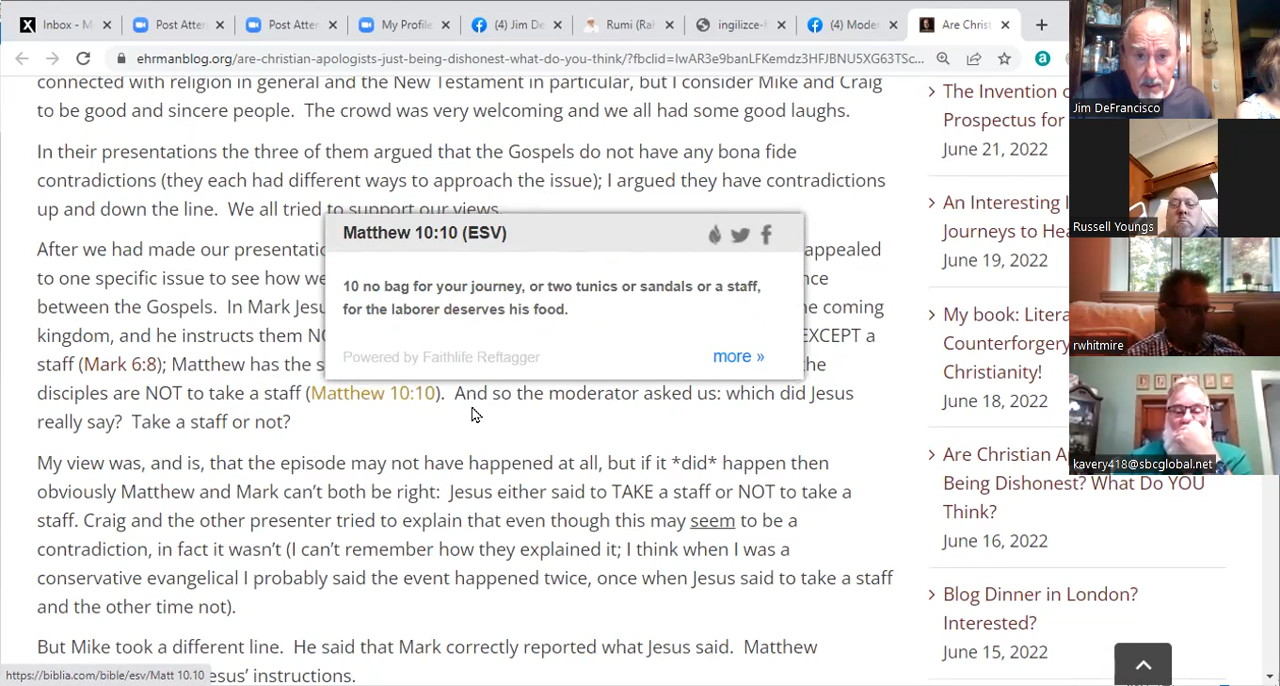 Inbox - M
Post Atter
Post Atter
My Profile
(4) Jim De
Rumi (Ra
ingilizce-
(4) Mode
Are Christ
ehrmanblog.org/are-christian-apologists-just-being-dishonest-what-do-you-think/?fbclid=IwAR3e9banLFKemdz3HFJBNU5XG63TSc...
connected with religion in general and the New Testament in particular, but I consider Mike and Craig
to be good and sincere people. The crowd was very welcoming and we all had some good laughs.
In their presentations the three of them argued that the Gospels do not have any bona fide
contradictions (they each had different ways to approach the issue); I argued they have contradictions
up and down the line. We all tried to support our views.
After we had made our presentatio appealed
to one specific issue to see how we nce
between the Gospels. In Mark Jesu e coming
kingdom, and he instructs them NO EXCEPT a
staff (Mark 6:8); Matthew has the s the
disciples are NOT to take a staff (Matthew 10:10). And so the moderator asked us: which did Jesus
really say? Take a staff or not?
Matthew 10:10 (ESV)
10 no bag for your journey, or two tunics or sandals or a staff,
for the laborer deserves his food.
Powered by Faithlife Reftagger
more »
My view was, and is, that the episode may not have happened at all, but if it *did* happen then
obviously Matthew and Mark can't both be right: Jesus either said to TAKE a staff or NOT to take a
staff. Craig and the other presenter tried to explain that even though this may seem to be a
contradiction, in fact it wasn't (I can't remember how they explained it; I think when I was a
conservative evangelical I probably said the event happened twice, once when Jesus said to take a staff
and the other time not).
But Mike took a different line. He said that Mark correctly reported what Jesus said. Matthew
esus' instructions.
https://biblia.com/bible/esv/Matt 10.10
The Invention o
Prospectus for
June 21, 2022
An Interesting I
Journeys to Hea
June 19, 2022
My book: Litera
Counterforgery
Christianity!
June 18, 2022
Are Christian A
Being Dishonest? What Do YOU
Think?
June 16, 2022
Blog Dinner in London?
Interested?
June 15, 2022
Jim DeFrancisco
Russell Youngs
rwhitmire
kavery418@sbcglobal.net